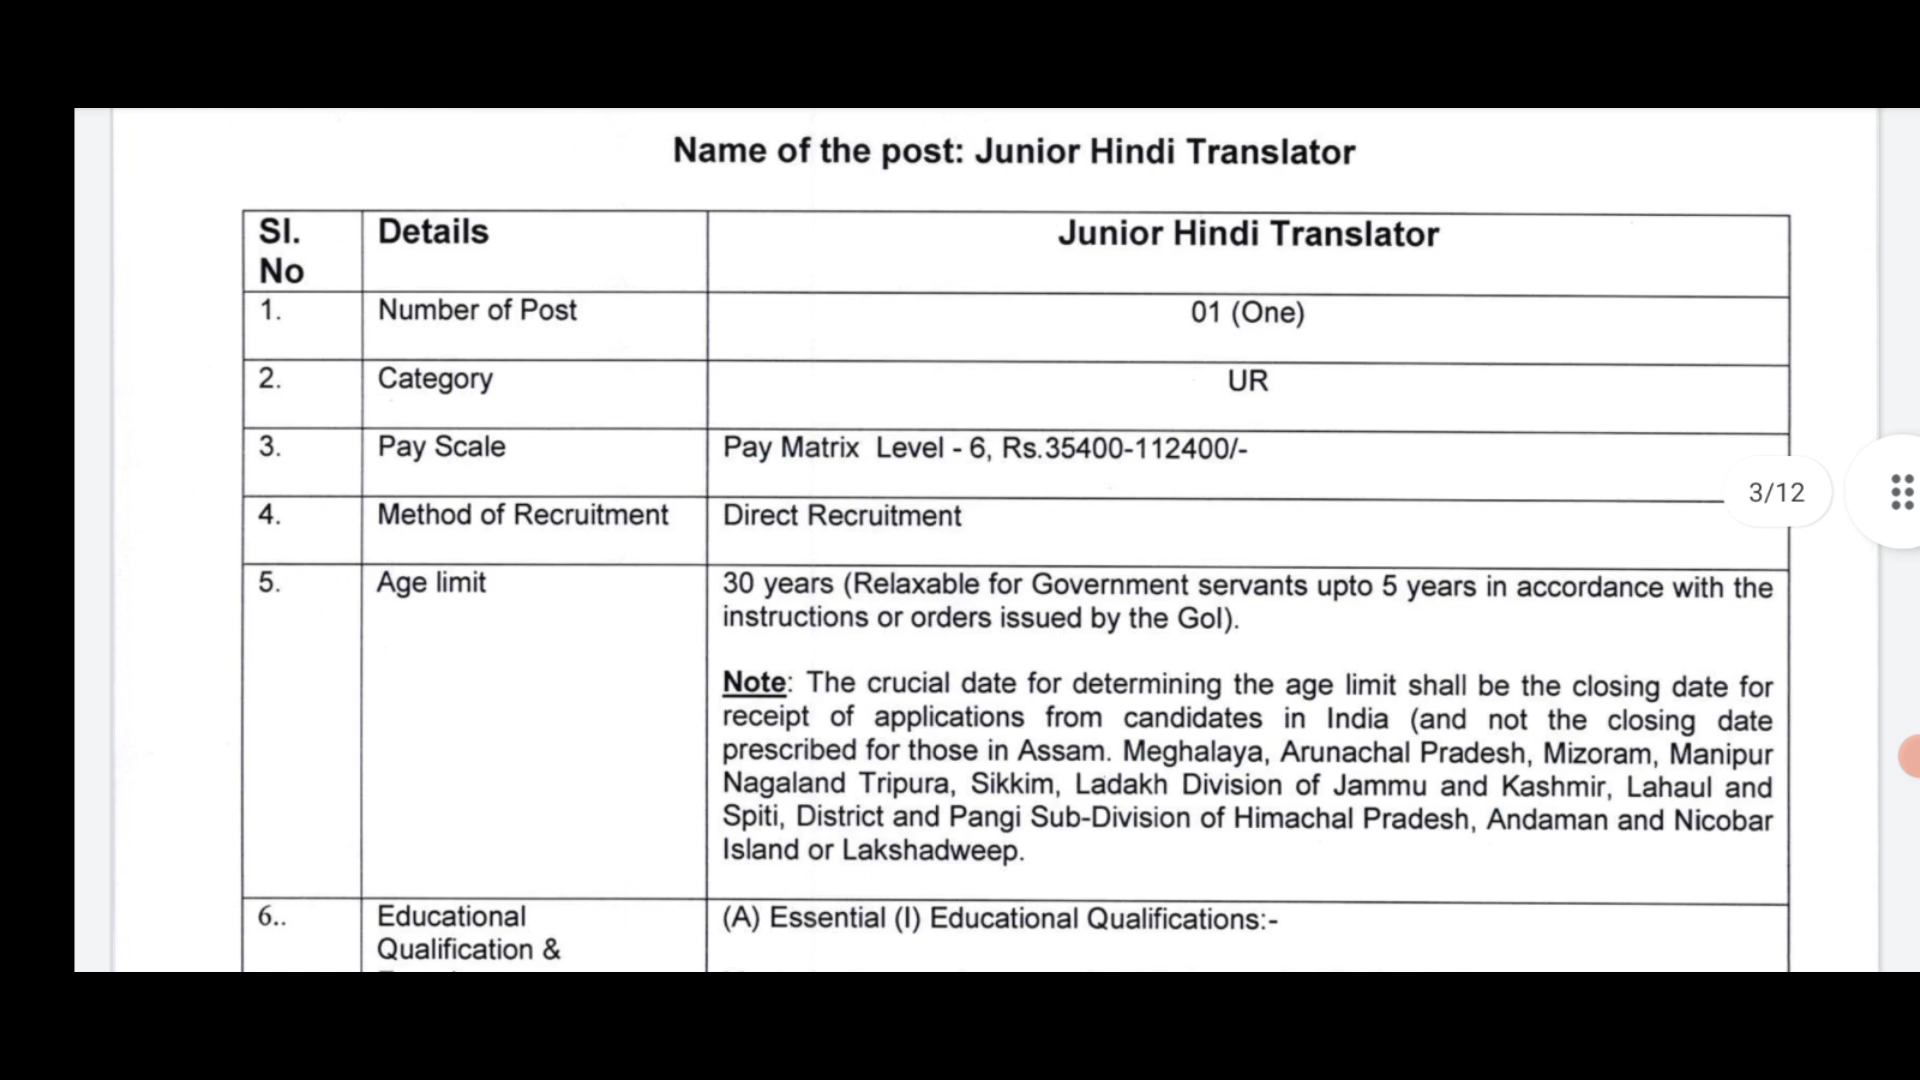 Name of the post: Junior Hindi Translator
Sl. No
Details
Junior Hindi Translator
1.
Number of Post
01 (One)
2.
Category
UR
3.
Pay Scale
Pay Matrix Level - 6, Rs.35400-112400/-
4.
Method of Recruitment
Direct Recruitment
3/12
5.
Age limit
30 years (Relaxable for Government servants upto 5 years in accordance with the
instructions or orders issued by the GoI).
Note: The crucial date for determining the age limit shall be the closing date for
receipt of applications from candidates in India (and not the closing date
prescribed for those in Assam. Meghalaya, Arunachal Pradesh, Mizoram, Manipur
Nagaland Tripura, Sikkim, Ladakh Division of Jammu and Kashmir, Lahaul and
Spiti, District and Pangi Sub-Division of Himachal Pradesh, Andaman and Nicobar
Island or Lakshadweep.
6..
Educational
Qualification &
(A) Essential (I) Educational Qualifications:-